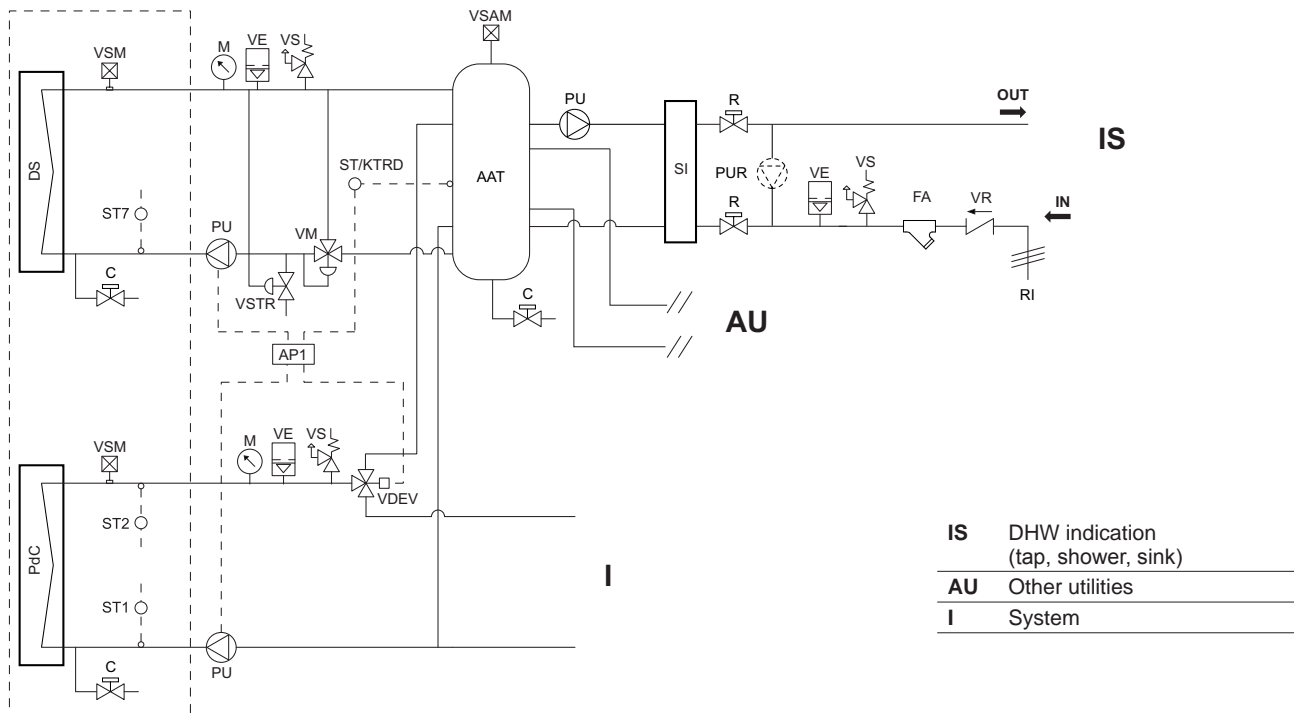 VSAM
VSM
M
VE
VS
PU
R
OUT
IS
DS
ST/KTRD
AAT
SI
PUR
VE
VS
FA
VR
IN
ST7
PU
VM
R
C
VSTR
C
RI
AU
AP1
VSM
M
VE
VS
VDEV
ST2
PdC
I
ST1
C
PU
IS DHW indication
(tap, shower, sink)
AU Other utilities
I System